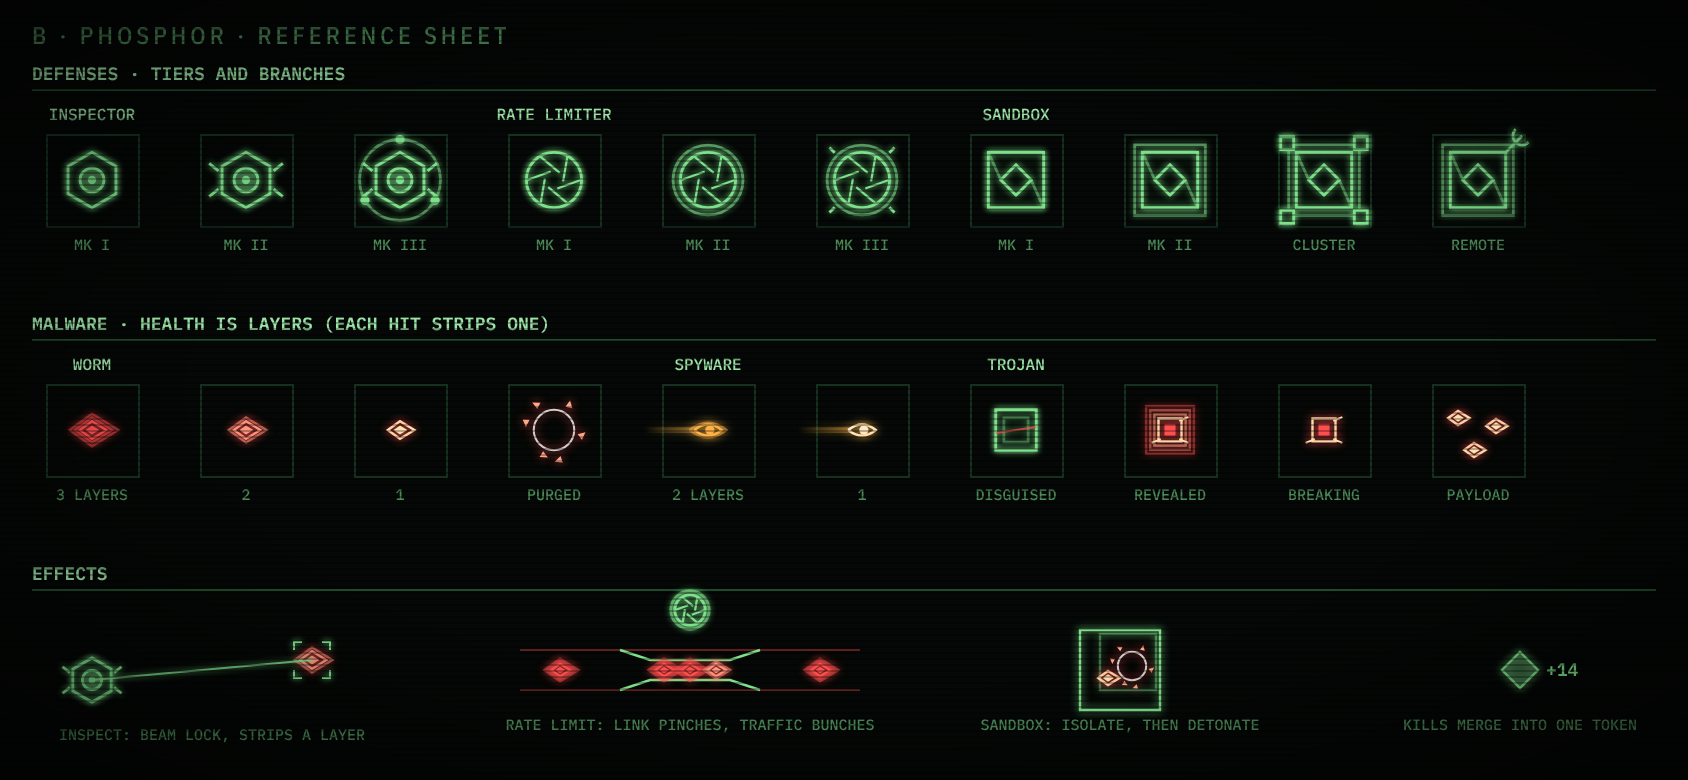 B · PHOSPHOR · REFERENCE SHEET
DEFENSES · TIERS AND BRANCHES
INSPECTOR RATE LIMITER SANDBOX
MK I MK II MK III MK I MK II MK III MK I MK II CLUSTER REMOTE
MALWARE · HEALTH IS LAYERS (EACH HIT STRIPS ONE)
WORM SPYWARE TROJAN
3 LAYERS 2 1 PURGED 2 LAYERS 1 DISGUISED REVEALED BREAKING PAYLOAD
EFFECTS
+14
INSPECT: BEAM LOCK, STRIPS A LAYER
RATE LIMIT: LINK PINCHES, TRAFFIC BUNCHES
SANDBOX: ISOLATE, THEN DETONATE
KILLS MERGE INTO ONE TOKEN